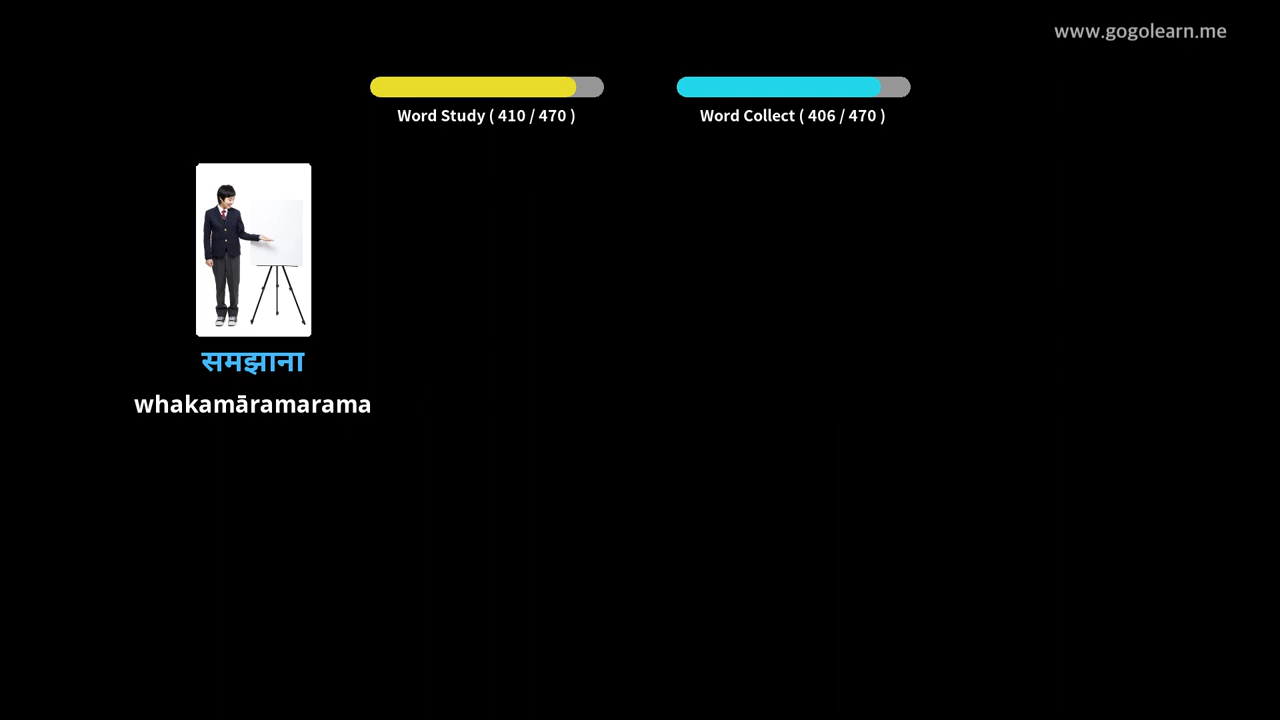 www.gogolearn.me
Word Study ( 410 / 470 )
Word Collect ( 406 / 470 )
समझाना
whakamāramarama